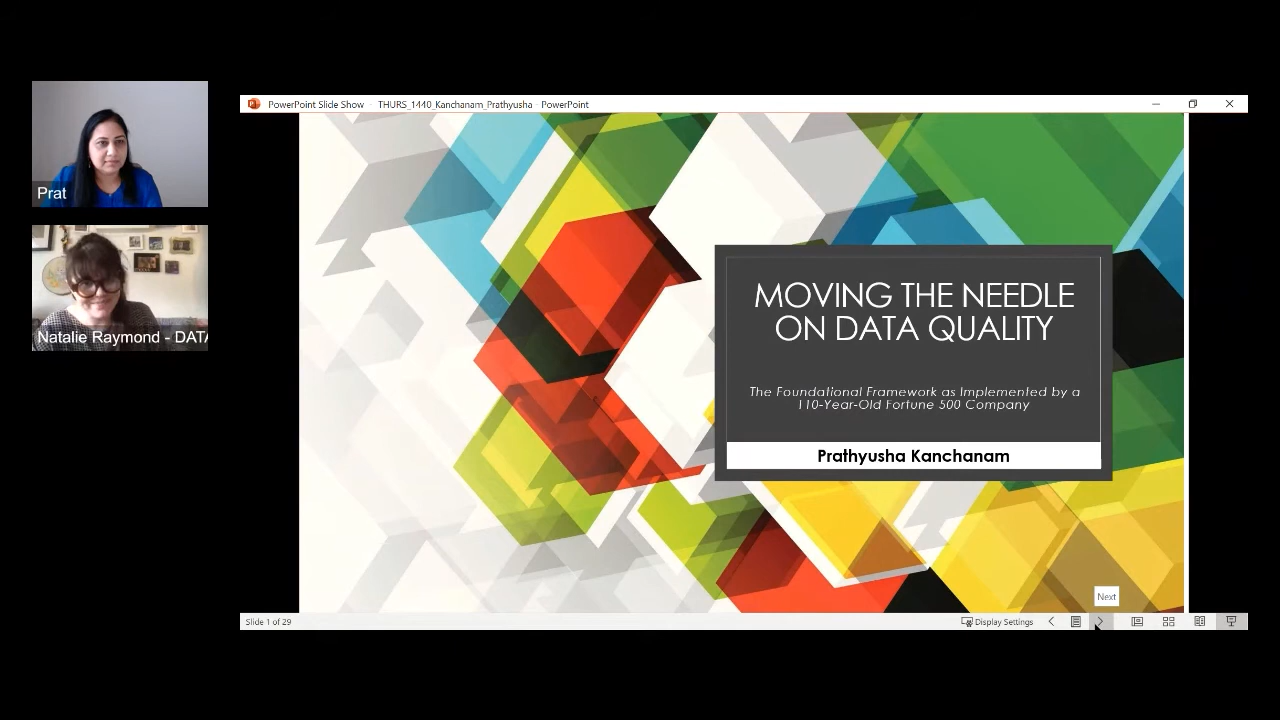 Prat
Natalie Raymond - DATA
PowerPoint Slide Show - THURS_1440_Kanchanam_Prathyusha - PowerPoint
MOVING THE NEEDLE
ON DATA QUALITY
The Foundational Framework as Implemented by a
110-Year-Old Fortune 500 Company
Prathyusha Kanchanam
Next
Slide 1 of 29
Display Settings